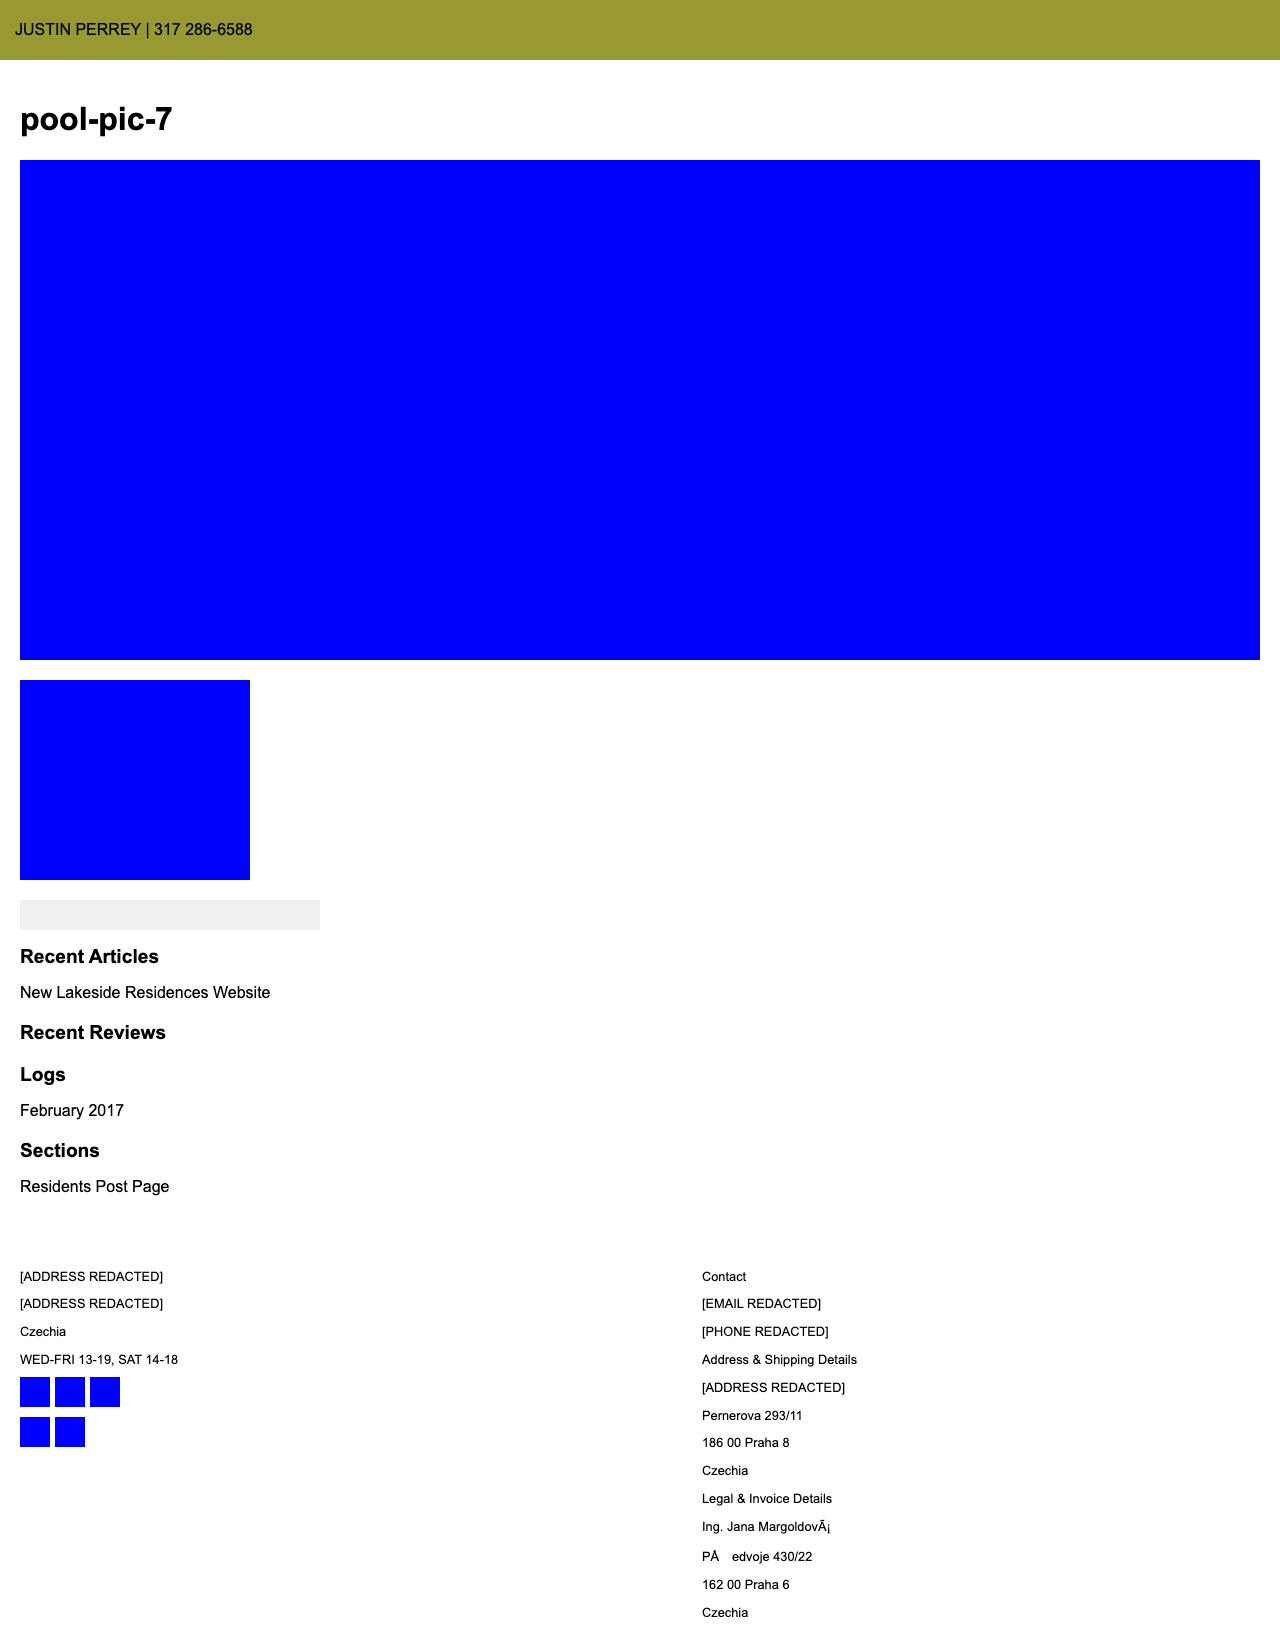 JUSTIN PERREY | 317 286-6588
pool-pic-7
Recent Articles
New Lakeside Residences Website
Recent Reviews
Logs
February 2017
Sections
Residents Post Page
[ADDRESS REDACTED]
[ADDRESS REDACTED]
Czechia
WED-FRI 13-19, SAT 14-18
Contact
[EMAIL REDACTED]
[PHONE REDACTED]
Address & Shipping Details
[ADDRESS REDACTED]
Pernerova 293/11
186 00 Praha 8
Czechia
Legal & Invoice Details
Ing. Jana MargoldovÃ¡
PÅ edvoje 430/22
162 00 Praha 6
Czechia